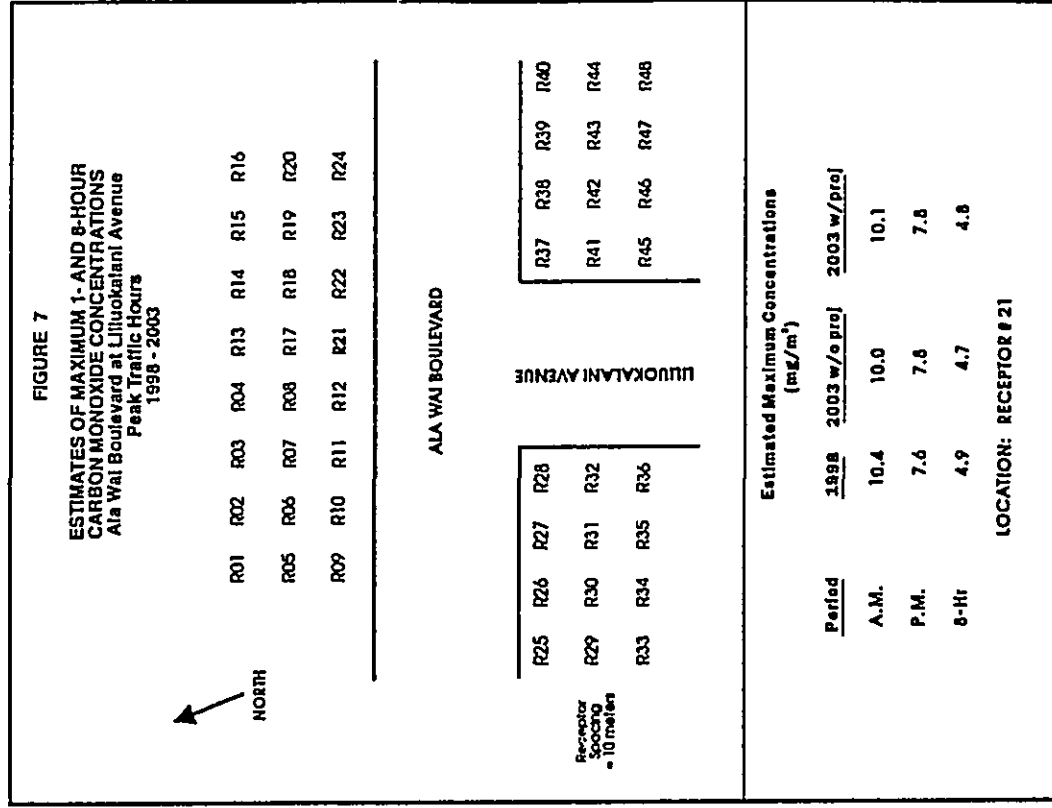 FIGURE 7
ESTIMATES OF MAXIMUM 1- AND 8-HOUR
CARBON MONOXIDE CONCENTRATIONS
Ala Wai Boulevard at Liliuokalani Avenue
Peak Traffic Hours
1998 - 2003
NORTH
R01 R02 R03 R04 R13 R14 R15 R16
R05 R06 R07 R08 R17 R18 R19 R20
R09 R10 R11 R12 R21 R22 R23 R24
ALA WAI BOULEVARD
Receptor
Spacing
= 10 meters
R25 R26 R27 R28
R29 R30 R31 R32
R33 R34 R35 R36
LILIUOKALANI AVENUE
R37 R38 R39 R40
R41 R42 R43 R44
R45 R46 R47 R48
Estimated Maximum Concentrations
(mg/m³)
Period 1998 2003 w/o proj 2003 w/proj
A.M. 10.4 10.0 10.1
P.M. 7.6 7.8 7.8
8-Hr 4.9 4.7 4.8
LOCATION: RECEPTOR # 21